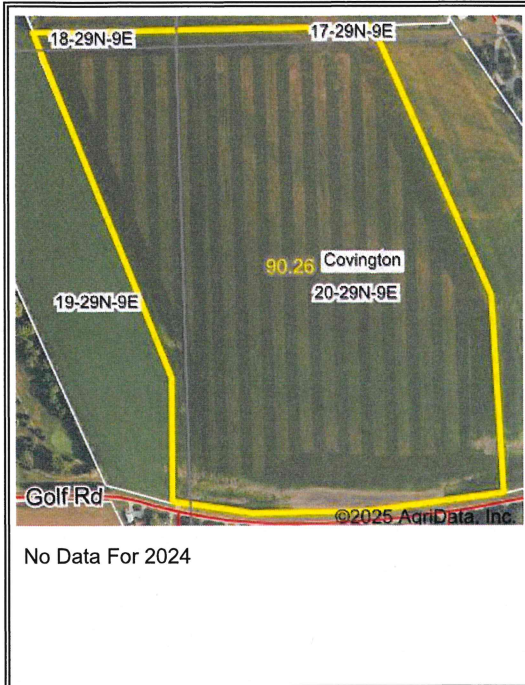 18-29N-9E
17-29N-9E
90.26
Covington
20-29N-9E
19-29N-9E
Golf Rd
©2025 AgriData, Inc.
No Data For 2024